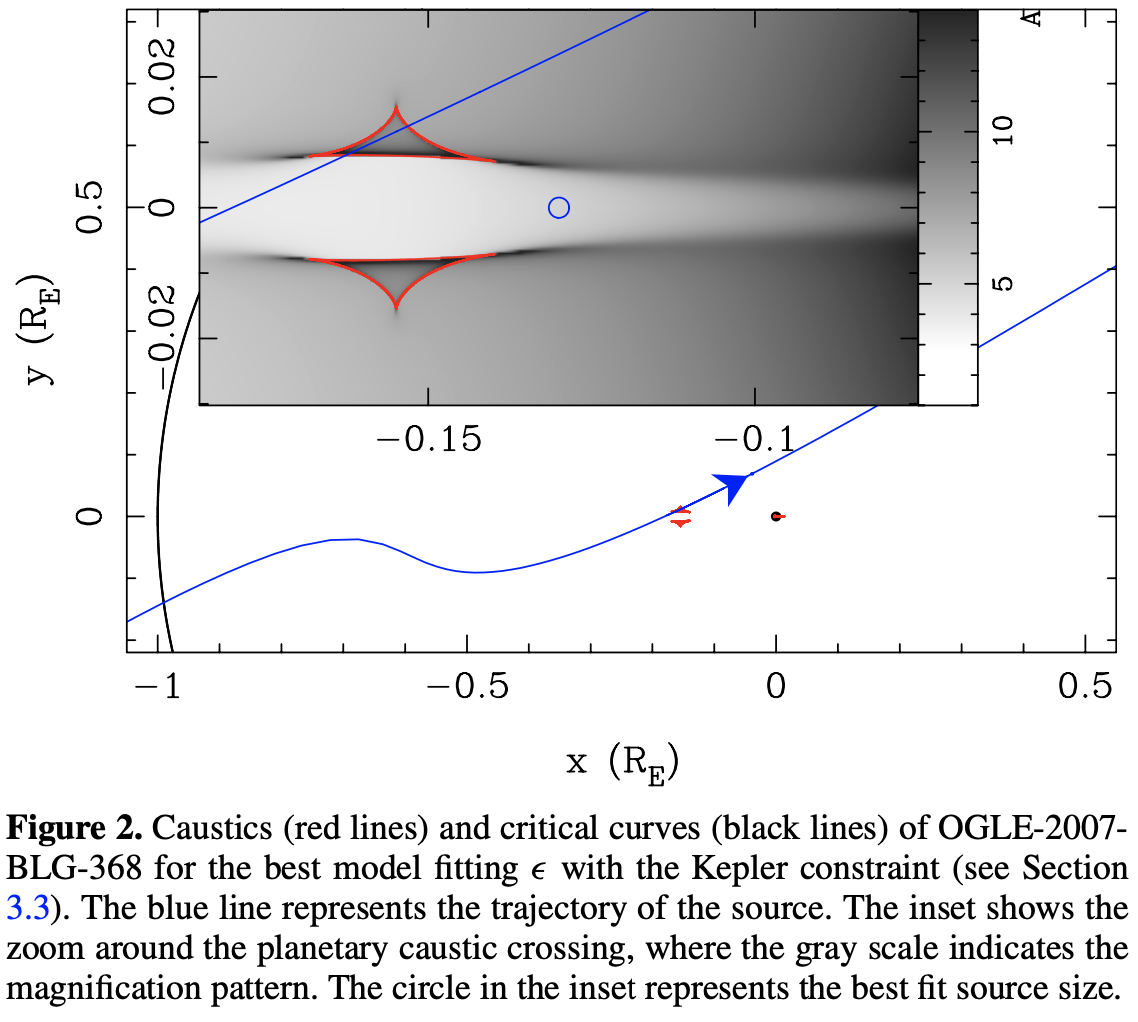 A
0.02
0
−0.02
10
5
−0.15
−0.1
0.5
0
y (R_E)
−1
−0.5
0
0.5
x (R_E)
Figure 2. Caustics (red lines) and critical curves (black lines) of OGLE-2007-
BLG-368 for the best model fitting ϵ with the Kepler constraint (see Section
3.3). The blue line represents the trajectory of the source. The inset shows the
zoom around the planetary caustic crossing, where the gray scale indicates the
magnification pattern. The circle in the inset represents the best fit source size.